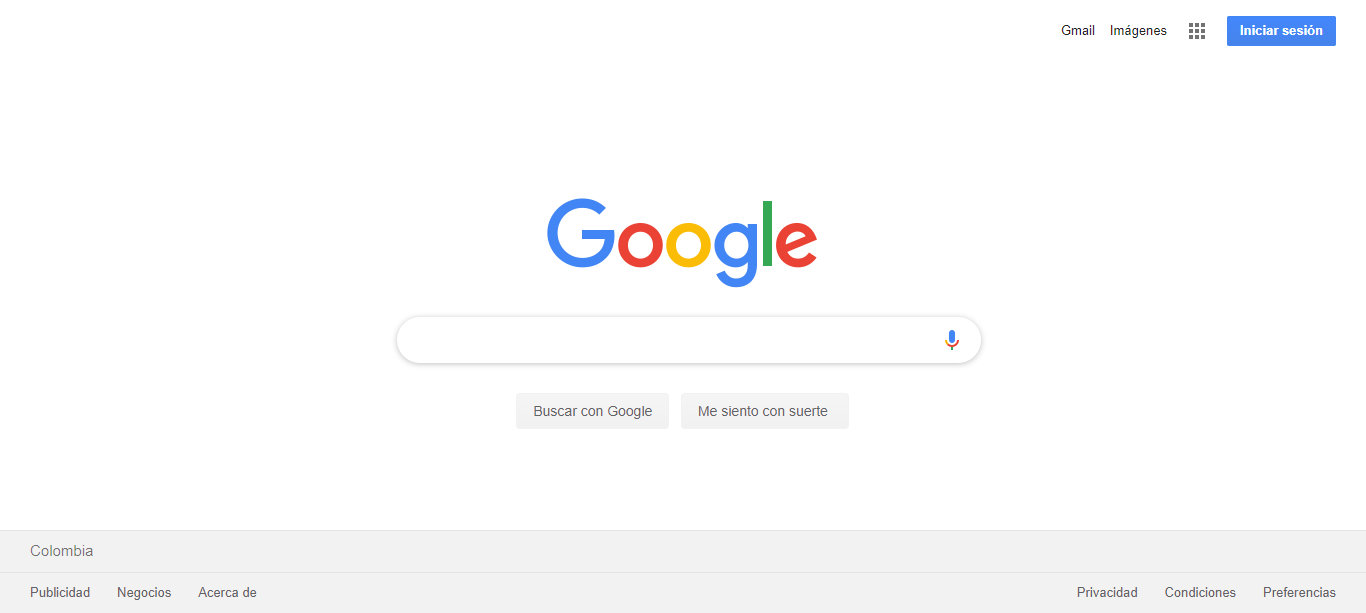 Gmail Imágenes Iniciar sesión
Google
Buscar con Google Me siento con suerte
Colombia
Publicidad Negocios Acerca de Privacidad Condiciones Preferencias